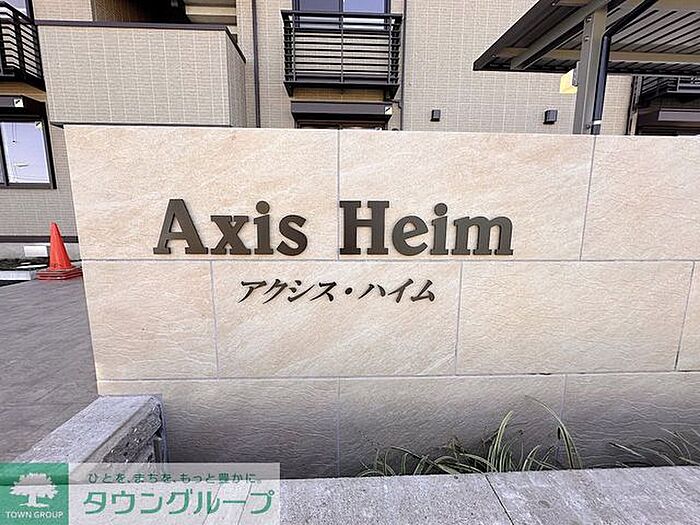 Axis Heim
アクシス・ハイム
ひとを、まちを、もっと豊かに。
タウングループ
TOWN GROUP